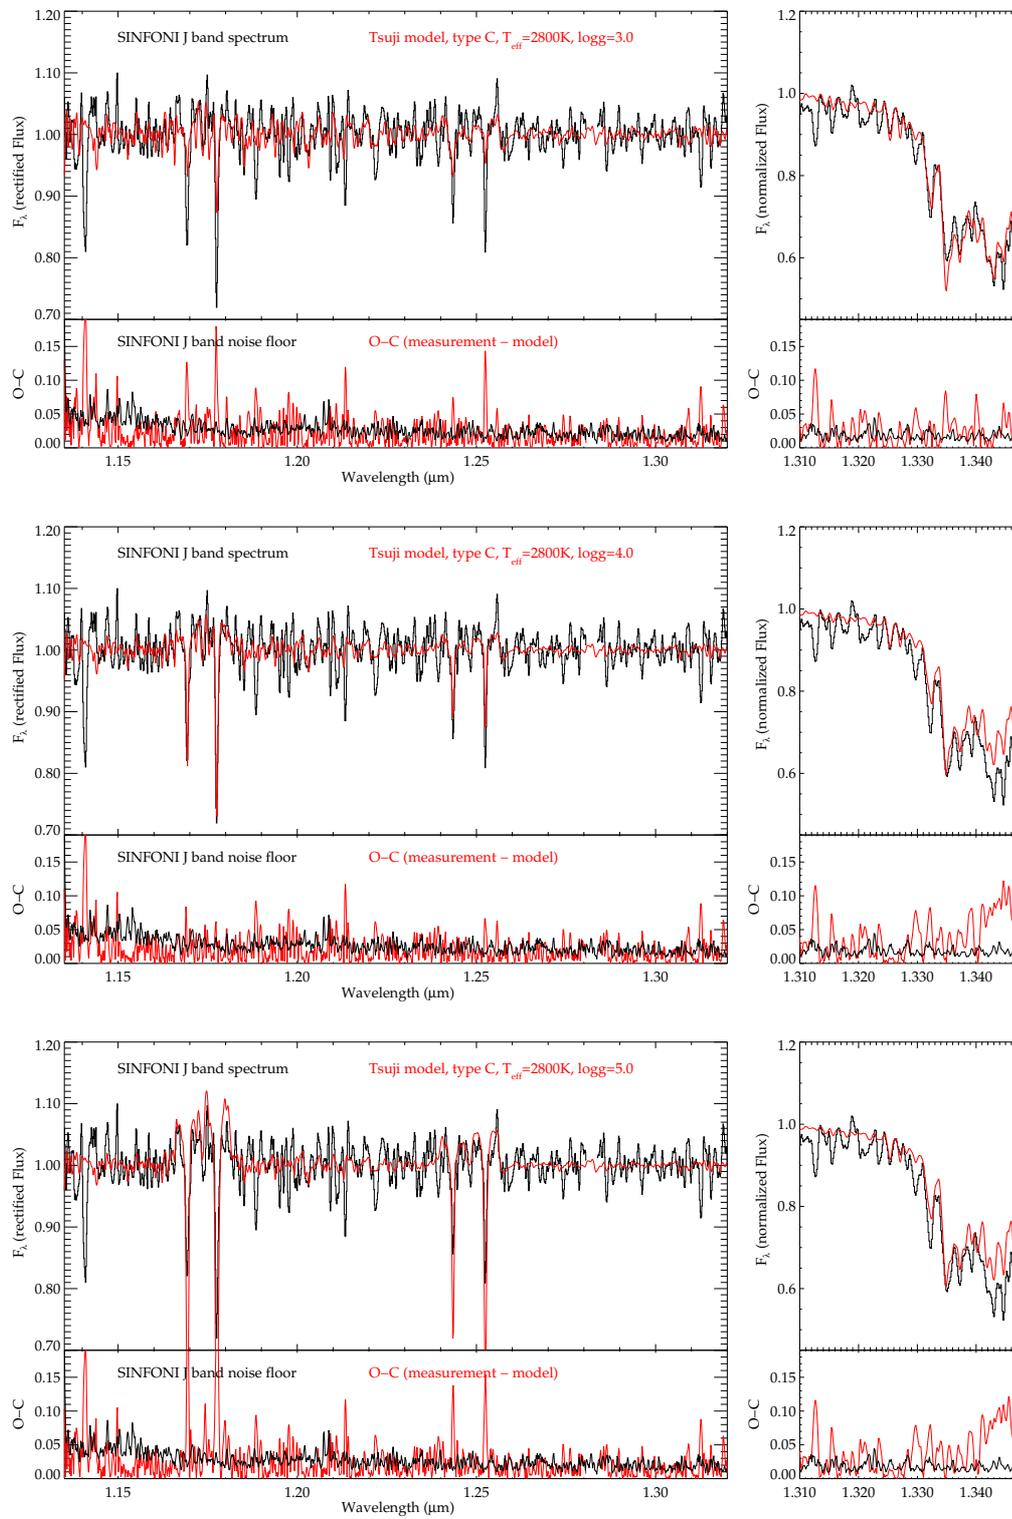 SINFONI J band spectrum
Tsuji model, type C, Teff=2800K, logg=3.0
1.20
1.10
1.00
0.90
0.80
0.70
Fλ (rectified Flux)
1.2
1.0
0.8
0.6
Fλ (normalized Flux)
SINFONI J band noise floor
O−C (measurement − model)
0.15
0.10
0.05
0.00
O−C
0.15
0.10
0.05
0.00
O−C
1.15
1.20
1.25
1.30
Wavelength (μm)
1.310
1.320
1.330
1.340
SINFONI J band spectrum
Tsuji model, type C, Teff=2800K, logg=4.0
1.20
1.10
1.00
0.90
0.80
0.70
Fλ (rectified Flux)
1.2
1.0
0.8
0.6
Fλ (normalized Flux)
SINFONI J band noise floor
O−C (measurement − model)
0.15
0.10
0.05
0.00
O−C
0.15
0.10
0.05
0.00
O−C
1.15
1.20
1.25
1.30
Wavelength (μm)
1.310
1.320
1.330
1.340
SINFONI J band spectrum
Tsuji model, type C, Teff=2800K, logg=5.0
1.20
1.10
1.00
0.90
0.80
0.70
Fλ (rectified Flux)
1.2
1.0
0.8
0.6
Fλ (normalized Flux)
SINFONI J band noise floor
O−C (measurement − model)
0.15
0.10
0.05
0.00
O−C
0.15
0.10
0.05
0.00
O−C
1.15
1.20
1.25
1.30
Wavelength (μm)
1.310
1.320
1.330
1.340